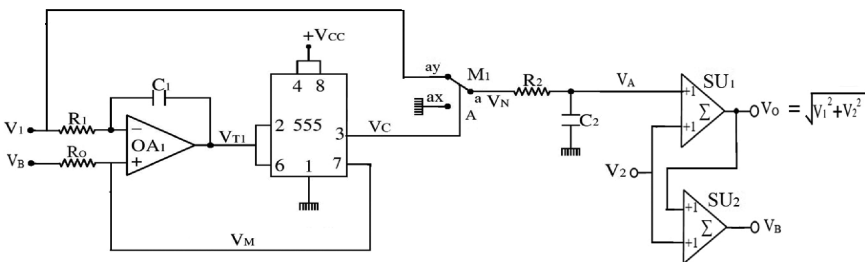 +VCC
ay
M1
R2
VA
SU1
+1
C1
4 8
ax
a VN
Σ
VO = √V1²+V2²
V1
R1
−
A
C2
+1
VT1
2 555
3
VC
VB
RO
OA1
+
6
1
7
V2
SU2
+1
Σ
VB
+1
VM